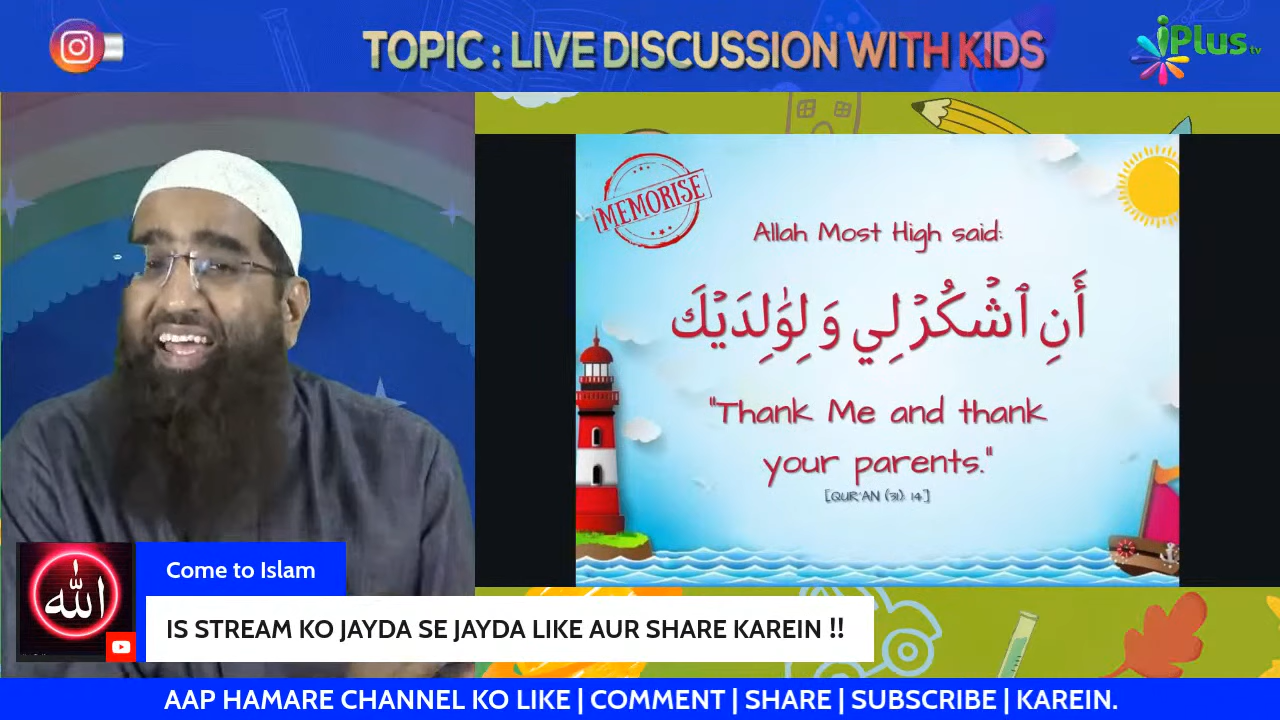 TOPIC : LIVE DISCUSSION WITH KIDS
iPlus tv
MEMORISE
Allah Most High said:
أَنِ ٱشۡكُرۡ لِي وَ لِوَٰلِدَيۡكَ
"Thank Me and thank
your parents."
[QUR'AN (31): 14.]
الله
Come to Islam
IS STREAM KO JAYDA SE JAYDA LIKE AUR SHARE KAREIN !!
AAP HAMARE CHANNEL KO LIKE | COMMENT | SHARE | SUBSCRIBE | KAREIN.